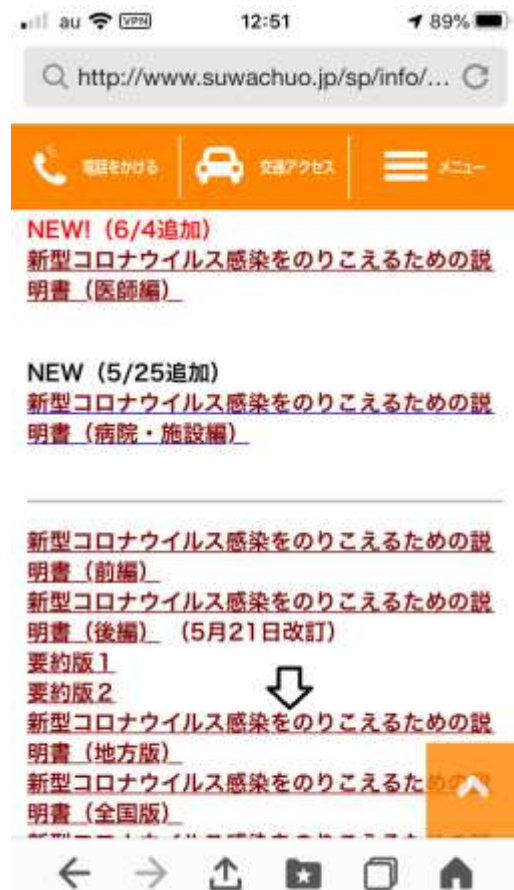 au VPN 12:51 89%
http://www.suwachuo.jp/sp/info/...
電話をかける 交通アクセス メニュー
NEW!（6/4追加）
新型コロナウイルス感染をのりこえるための説
明書（医師編）
NEW（5/25追加）
新型コロナウイルス感染をのりこえるための説
明書（病院・施設編）
新型コロナウイルス感染をのりこえるための説
明書（前編）
新型コロナウイルス感染をのりこえるための説
明書（後編）（5月21日改訂）
要約版１
要約版２
新型コロナウイルス感染をのりこえるための説
明書（地方版）
新型コロナウイルス感染をのりこえるための説
明書（全国版）